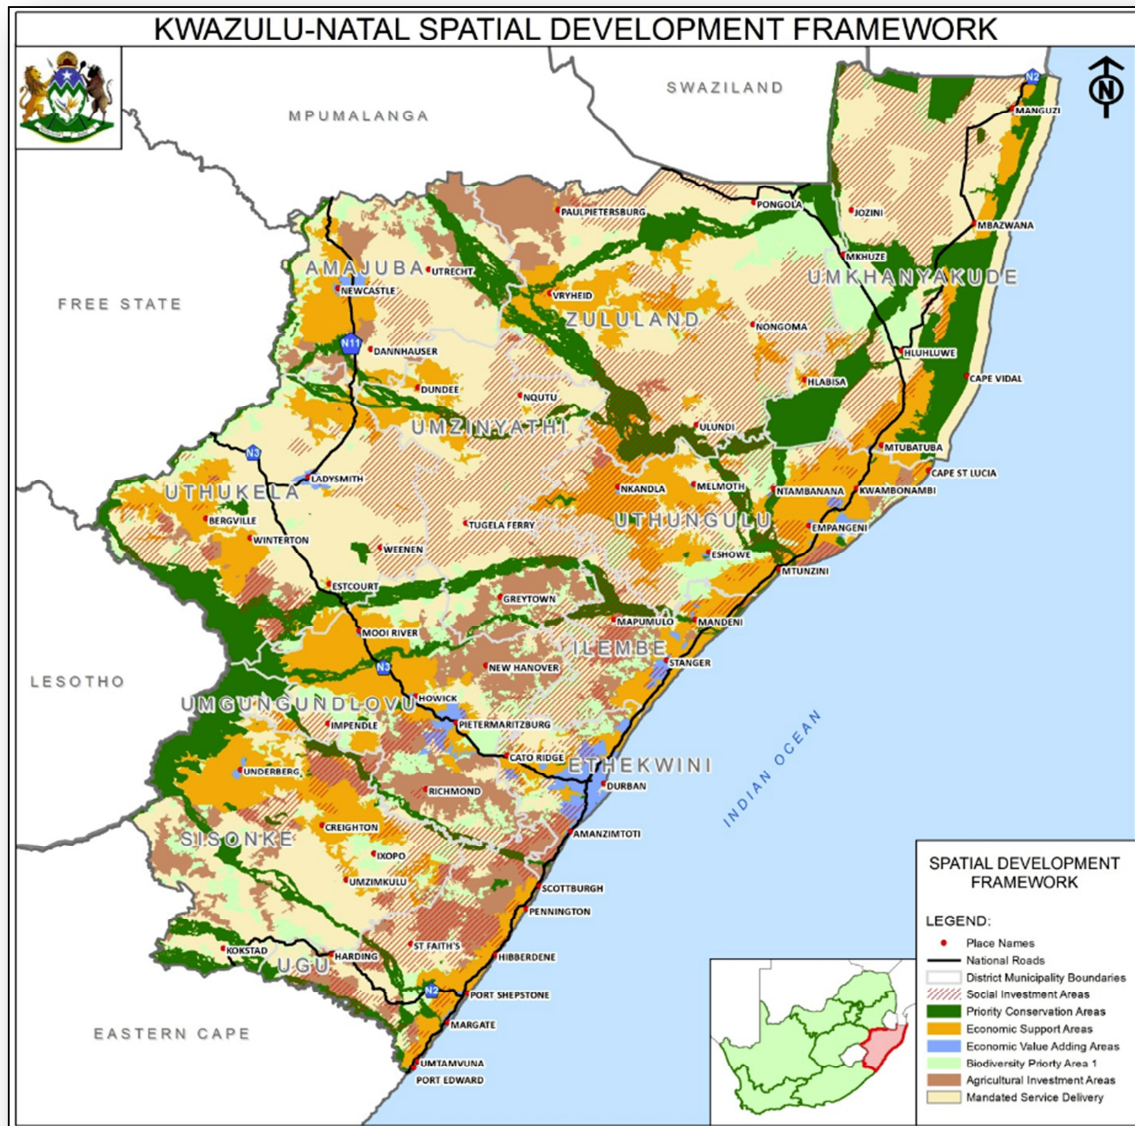 KWAZULU-NATAL SPATIAL DEVELOPMENT FRAMEWORK
SWAZILAND
MPUMALANGA
N
N2
MANGUZI
PONGOLA
JOZINI
PAULPIETERSBURG
MBAZWANA
MKHUZE
UMKHANYAKUDE
AMAJUBA
UTRECHT
NEWCASTLE
FREE STATE
VRYHEID
ZULULAND
NONGOMA
N11
DANNHAUSER
HLUHLUWE
HLABISA
CAPE VIDAL
DUNDEE
NQUTU
UMZINYATHI
ULUNDI
MTUBATUBA
N3
LADYSMITH
CAPE ST LUCIA
UTHUKELA
NKANDLA
MELMOTH
NTAMBANANA
KWAMBONAMBI
BERGVILLE
TUGELA FERRY
UTHUNGULU
EMPANGENI
WINTERTON
WEENEN
ESHOWE
MTUNZINI
ESTCOURT
GREYTOWN
MAPUMULO
MANDENI
MOOI RIVER
ILEMBE
STANGER
N3
NEW HANOVER
LESOTHO
UMGUNGUNDLOVU
HOWICK
IMPENDLE
PIETERMARITZBURG
CATO RIDGE
ETHEKWINI
UNDERBERG
DURBAN
RICHMOND
INDIAN OCEAN
CREIGHTON
AMANZIMTOTI
SISONKE
IXOPO
UMZIMKULU
SCOTTBURGH
PENNINGTON
KOKSTAD
ST FAITH'S
HARDING
HIBBERDENE
UGU
N2
PORT SHEPSTONE
EASTERN CAPE
MARGATE
UMTAMVUNA
PORT EDWARD
SPATIAL DEVELOPMENT
FRAMEWORK
LEGEND:
Place Names
National Roads
District Municipality Boundaries
Social Investment Areas
Priority Conservation Areas
Economic Support Areas
Economic Value Adding Areas
Biodiversity Priorty Area 1
Agricultural Investment Areas
Mandated Service Delivery